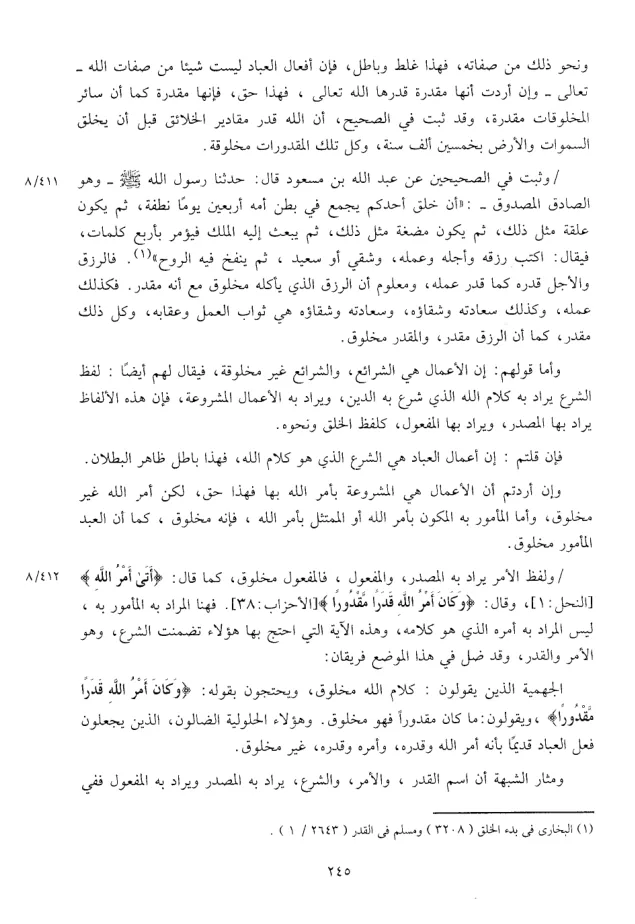 ونحو ذلك من صفاته، فهذا غلط وباطل، فإن أفعال العباد ليست شيئا من صفات الله ـ
تعالى ـ وإن أردت أنها مقدرة قدرها الله تعالى ، فهذا حق، فإنها مقدرة كما أن سائر
المخلوقات مقدرة، وقد ثبت في الصحيح، أن الله قدر مقادير الخلائق قبل أن يخلق
السموات والأرض بخمسين ألف سنة، وكل تلك المقدورات مخلوقة.
/ وثبت في الصحيحين عن عبد الله بن مسعود قال: حدثنا رسول الله ﷺ ـ وهو ٨/٤١١
الصادق المصدوق ـ : «أن خلق أحدكم يجمع في بطن أمه أربعين يومًا نطفة، ثم يكون
علقة مثل ذلك، ثم يكون مضغة مثل ذلك، ثم يبعث إليه الملك فيؤمر بأربع كلمات،
فيقال: اكتب رزقه وأجله وعمله، وشقي أو سعيد ، ثم ينفخ فيه الروح»(١). فالرزق
والأجل قدره كما قدر عمله، ومعلوم أن الرزق الذي يأكله مخلوق مع أنه مقدر. فكذلك
عمله، وكذلك سعادته وشقاؤه، وسعادته وشقاؤه هي ثواب العمل وعقابه، وكل ذلك
مقدر، كما أن الرزق مقدر، والمقدر مخلوق.
وأما قولهم: إن الأعمال هي الشرائع، والشرائع غير مخلوقة، فيقال لهم أيضًا : لفظ
الشرع يراد به كلام الله الذي شرع به الدين، ويراد به الأعمال المشروعة، فإن هذه الألفاظ
يراد بها المصدر، ويراد بها المفعول، كلفظ الخلق ونحوه.
فإن قلتم : إن أعمال العباد هي الشرع الذي هو كلام الله، فهذا باطل ظاهر البطلان.
وإن أردتم أن الأعمال هي المشروعة بأمر الله بها فهذا حق، لكن أمر الله غير
مخلوق، وأما المأمور به المكون بأمر الله أو الممتثل بأمر الله ، فإنه مخلوق ، كما أن العبد
المأمور مخلوق.
/ ولفظ الأمر يراد به المصدر، والمفعول ، فالمفعول مخلوق، كما قال: ﴿أَتَىٰ أَمْرُ اللَّهِ﴾ ٨/٤١٢
[النحل:١]، وقال: ﴿وَكَانَ أَمْرُ اللَّهِ قَدَرًا مَّقْدُورًا﴾[الأحزاب:٣٨]. فهنا المراد به المأمور به ،
ليس المراد به أمره الذي هو كلامه، وهذه الآية التي احتج بها هؤلاء تضمنت الشرع، وهو
الأمر والقدر، وقد ضل في هذا الموضع فريقان:
الجهمية الذين يقولون : كلام الله مخلوق، ويحتجون بقوله: ﴿وَكَانَ أَمْرُ اللَّهِ قَدَرًا
مَّقْدُورًا﴾ ،ويقولون:ما كان مقدوراً فهو مخلوق. وهؤلاء الحلولية الضالون، الذين يجعلون
فعل العباد قديمًا بأنه أمر الله وقدره، وأمره وقدره، غير مخلوق.
ومثار الشبهة أن اسم القدر ، والأمر، والشرع، يراد به المصدر ويراد به المفعول ففي
(١) البخارى فى بدء الخلق ( ٣٢٠٨ ) ومسلم فى القدر ( ٢٦٤٣ / ١ ) .
٢٤٥